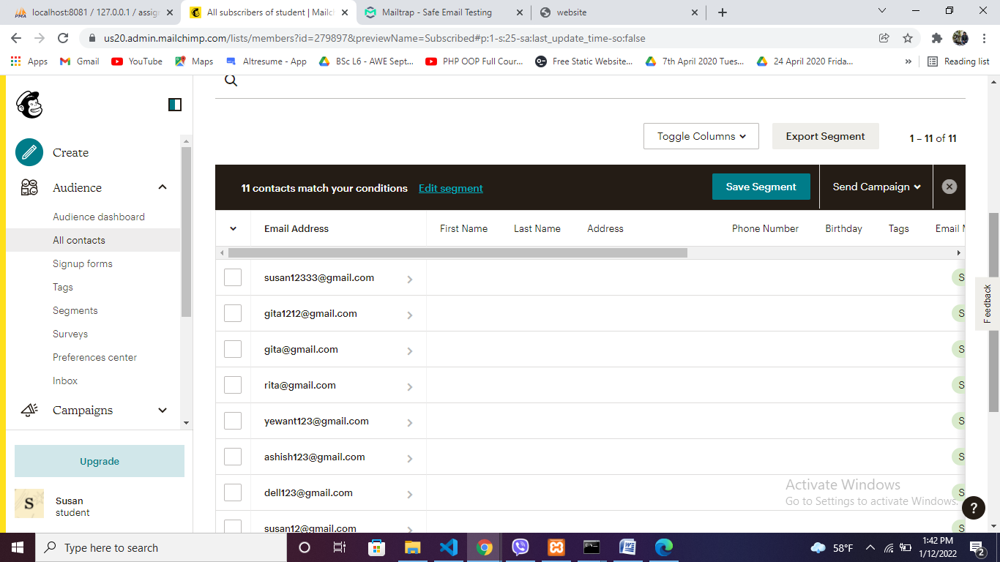 localhost:8081 / 127.0.0.1 / assign
All subscribers of student | Mailch
Mailtrap - Safe Email Testing
website
us20.admin.mailchimp.com/lists/members?id=279897&previewName=Subscribed#p:1-s:25-sa:last_update_time-so:false
Apps
Gmail
YouTube
Maps
Altresume - App
BSc L6 - AWE Sept...
PHP OOP Full Cour...
Free Static Website...
7th April 2020 Tues...
24 April 2020 Frida...
Reading list
Create
Audience
Audience dashboard
All contacts
Signup forms
Tags
Segments
Surveys
Preferences center
Inbox
Campaigns
Upgrade
S
Susan
student
Toggle Columns
Export Segment
1 – 11 of 11
11 contacts match your conditions
Edit segment
Save Segment
Send Campaign
Email Address
First Name
Last Name
Address
Phone Number
Birthday
Tags
Email M
susan12333@gmail.com
S
gita1212@gmail.com
S
gita@gmail.com
S
rita@gmail.com
S
yewant123@gmail.com
S
ashish123@gmail.com
S
dell123@gmail.com
S
susan12@gmail.com
S
Feedback
Activate Windows
Go to Settings to activate Windows.
?
Type here to search
58°F
1:42 PM
1/12/2022
2